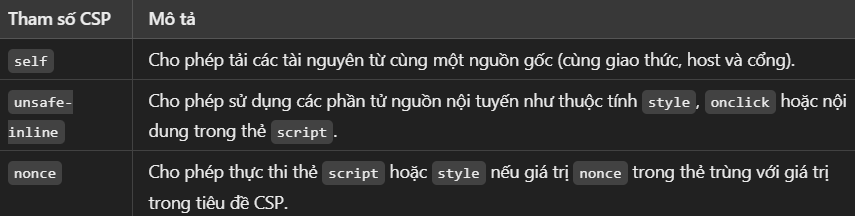 Tham số CSP Mô tả
self Cho phép tải các tài nguyên từ cùng một nguồn gốc (cùng giao thức, host và cổng).
unsafe- Cho phép sử dụng các phần tử nguồn nội tuyến như thuộc tính style, onclick hoặc nội
inline dung trong thẻ script.
nonce Cho phép thực thi thẻ script hoặc style nếu giá trị nonce trong thẻ trùng với giá trị
trong tiêu đề CSP.